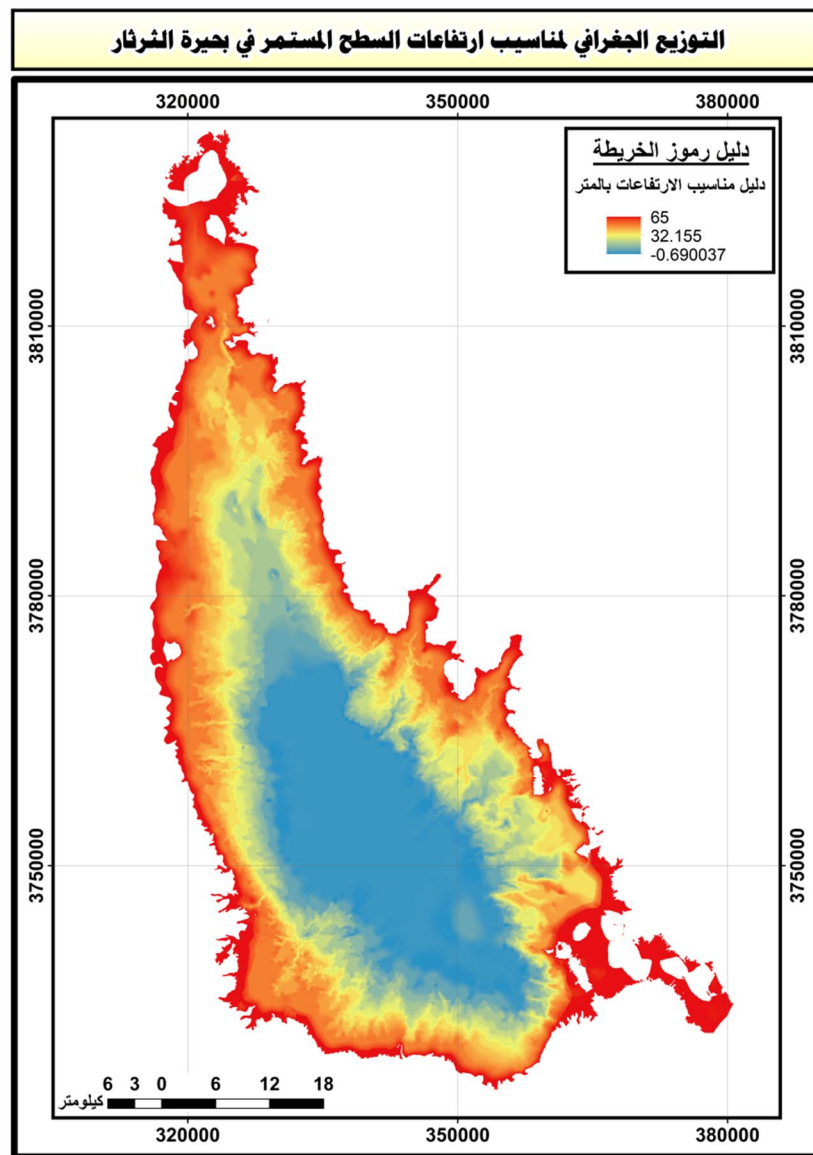 التوزيع الجغرافي لمناسيب ارتفاعات السطح المستمر في بحيرة الثرثار
320000 350000 380000
دليل رموز الخريطة
دليل مناسيب الارتفاعات بالمتر
65
32.155
-0.690037
3810000 3810000
3780000 3780000
3750000 3750000
6 3 0 6 12 18
كيلومتر
320000 350000 380000